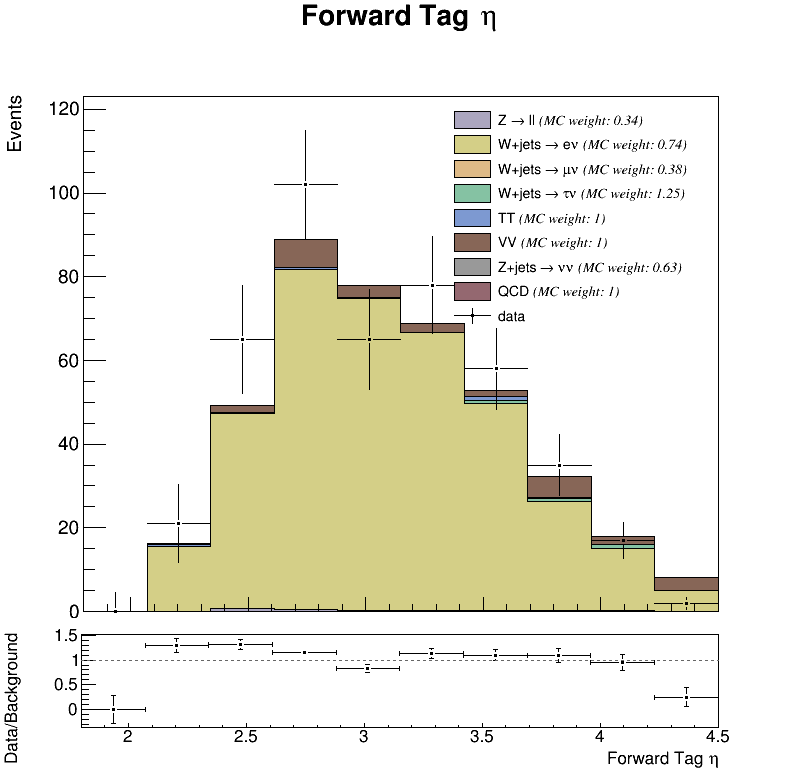 Forward Tag η
Events
120
100
80
60
40
20
0
Z → ll (MC weight: 0.34)
W+jets → eν (MC weight: 0.74)
W+jets → μν (MC weight: 0.38)
W+jets → τν (MC weight: 1.25)
TT (MC weight: 1)
VV (MC weight: 1)
Z+jets → νν (MC weight: 0.63)
QCD (MC weight: 1)
data
Data/Background
1.5
1
0.5
0
2 2.5 3 3.5 4 4.5
Forward Tag η